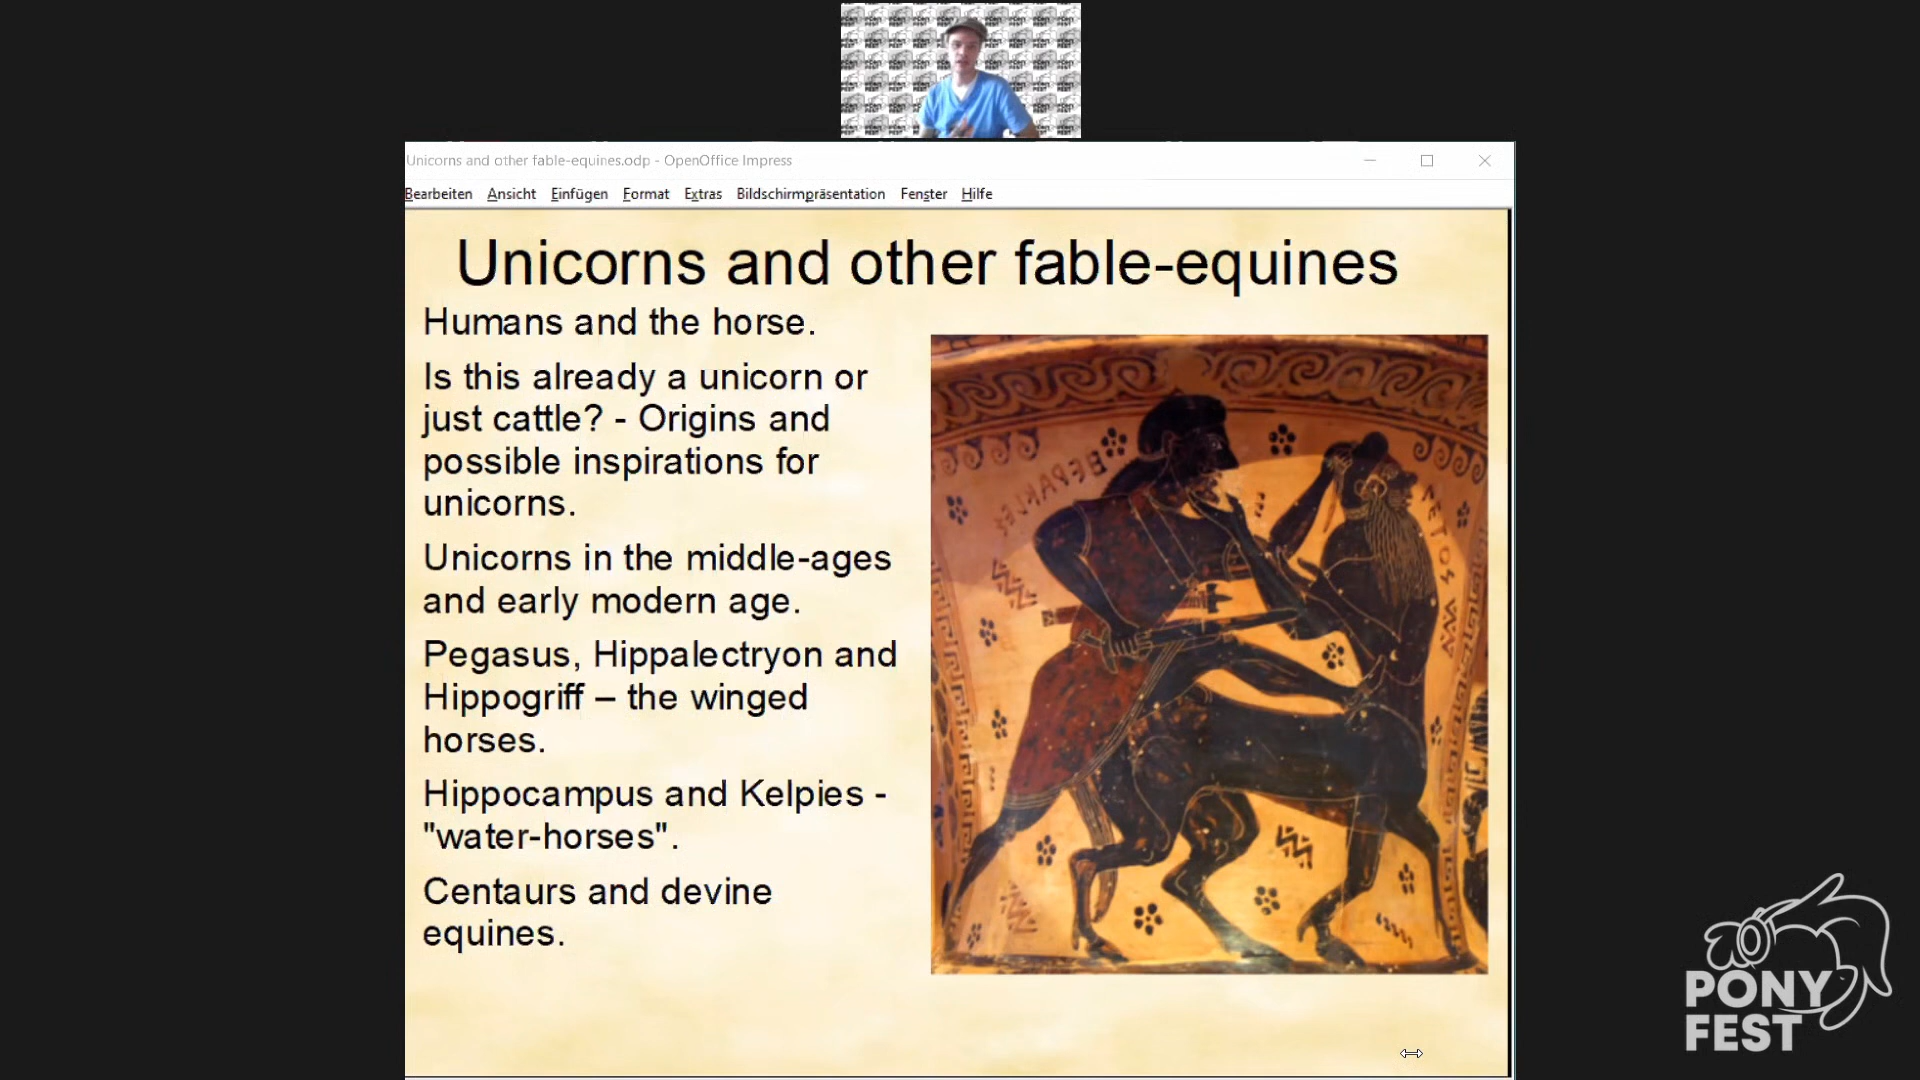 Unicorns and other fable-equines.odp - OpenOffice Impress
Bearbeiten Ansicht Einfügen Format Extras Bildschirmpräsentation Fenster Hilfe
Unicorns and other fable-equines
Humans and the horse.
Is this already a unicorn or
just cattle? - Origins and
possible inspirations for
unicorns.
Unicorns in the middle-ages
and early modern age.
Pegasus, Hippalectryon and
Hippogriff – the winged
horses.
Hippocampus and Kelpies -
"water-horses".
Centaurs and devine
equines.
PONY
FEST